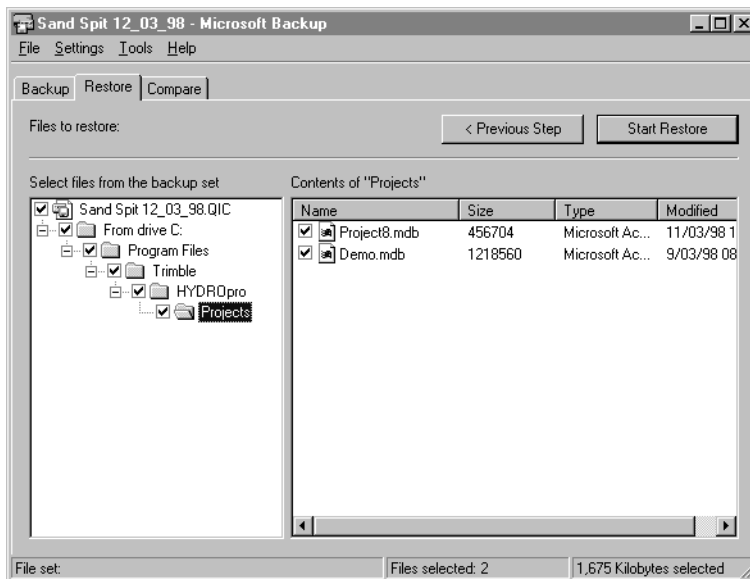 Sand Spit 12_03_98 - Microsoft Backup
File Settings Tools Help
Backup Restore Compare
Files to restore: < Previous Step Start Restore
Select files from the backup set
Sand Spit 12_03_98.QIC
From drive C:
Program Files
Trimble
HYDROpro
Projects
Contents of "Projects"
Name Size Type Modified
Project8.mdb 456704 Microsoft Ac... 11/03/98 1
Demo.mdb 1218560 Microsoft Ac... 9/03/98 08
File set: Files selected: 2 1,675 Kilobytes selected